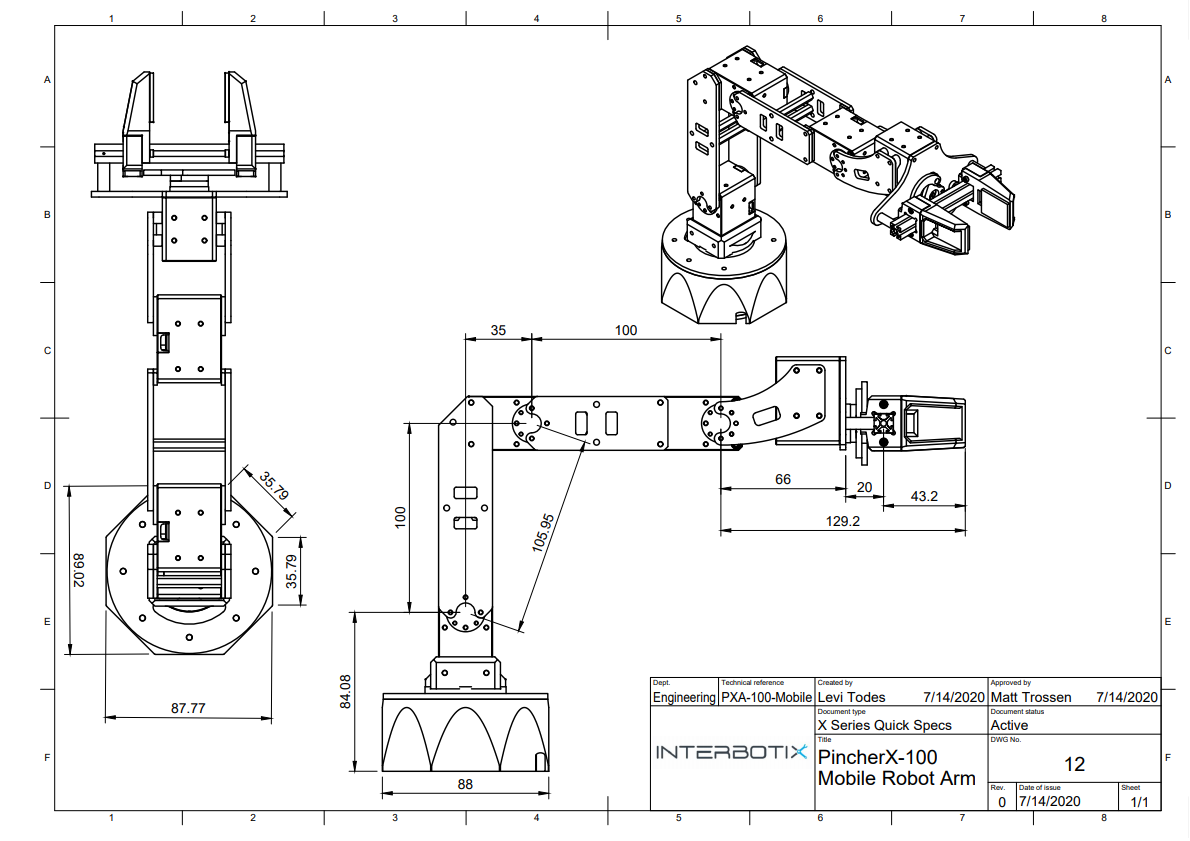 1 2 3 4 5 6 7 8
A A
B B
C C
D D
E E
F F
35 100
35.79
66
20
43.2
100
105.95
129.2
89.02
35.79
84.08
87.77
88
Dept.
Engineering
Technical reference
PXA-100-Mobile
Created by
Levi Todes 7/14/2020
Approved by
Matt Trossen 7/14/2020
Document type
X Series Quick Specs
Document status
Active
INTERBOTIX
Title
PincherX-100
Mobile Robot Arm
DWG No.
12
Rev.
0
Date of issue
7/14/2020
Sheet
1/1
1 2 3 4 5 6 7 8